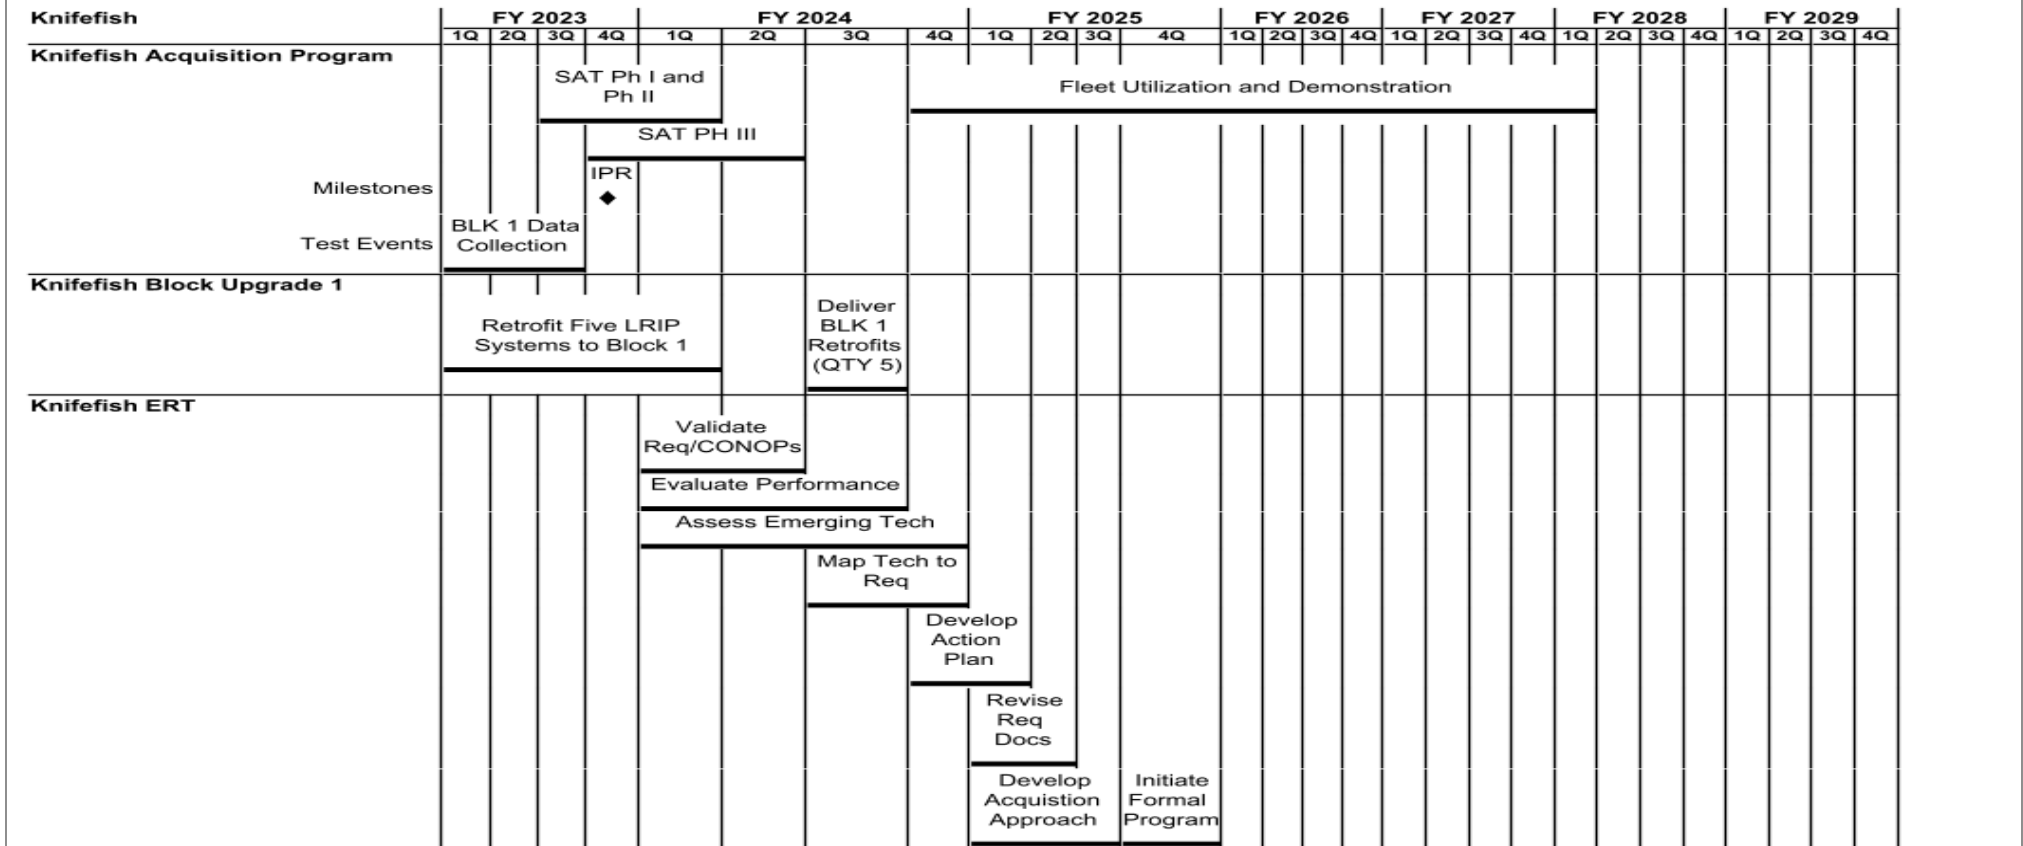 Knifefish FY 2023 FY 2024 FY 2025 FY 2026 FY 2027 FY 2028 FY 2029
1Q 2Q 3Q 4Q 1Q 2Q 3Q 4Q 1Q 2Q 3Q 4Q 1Q 2Q 3Q 4Q 1Q 2Q 3Q 4Q 1Q 2Q 3Q 4Q 1Q 2Q 3Q 4Q
Knifefish Acquisition Program
SAT Ph I and
Ph II
Fleet Utilization and Demonstration
SAT PH III
IPR
Milestones
BLK 1 Data
Test Events Collection
Knifefish Block Upgrade 1
Retrofit Five LRIP
Systems to Block 1
Deliver
BLK 1
Retrofits
(QTY 5)
Knifefish ERT
Validate
Req/CONOPs
Evaluate Performance
Assess Emerging Tech
Map Tech to
Req
Develop
Action
Plan
Revise
Req
Docs
Develop
Acquistion
Approach
Initiate
Formal
Program